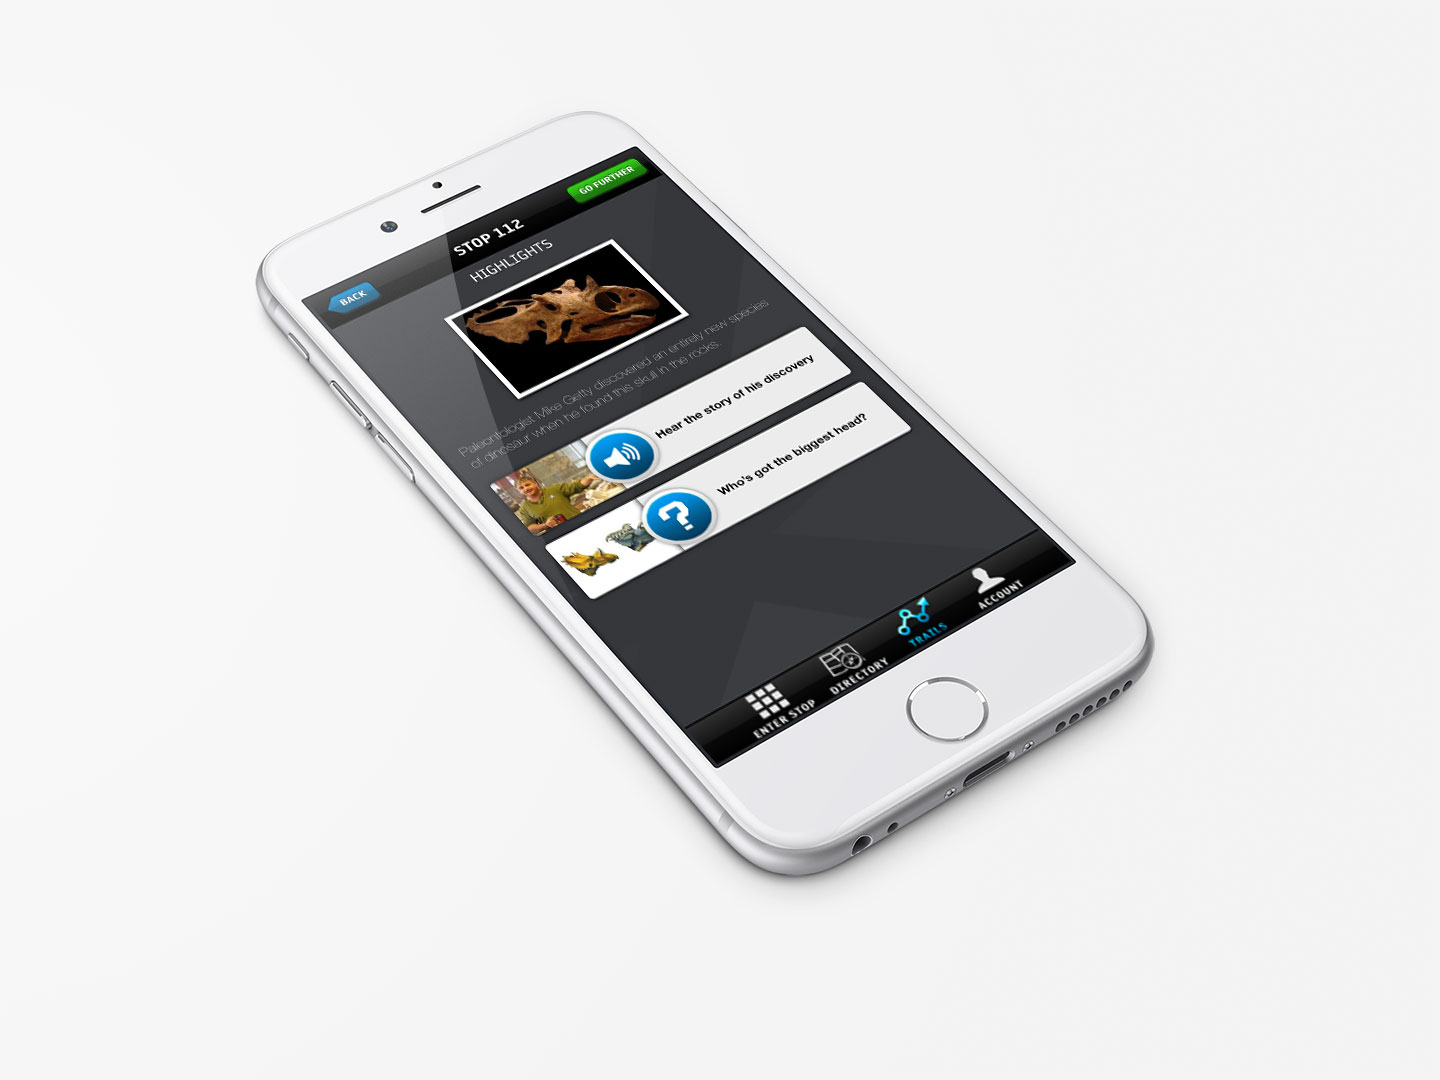 BACK
STOP 112
GO FURTHER
HIGHLIGHTS
Paleontologist Mike Getty discovered an entirely new species
of dinosaur when he found this skull in the rocks.
Hear the story of his discovery
Who's got the biggest head?
ENTER STOP
DIRECTORY
TRAILS
ACCOUNT